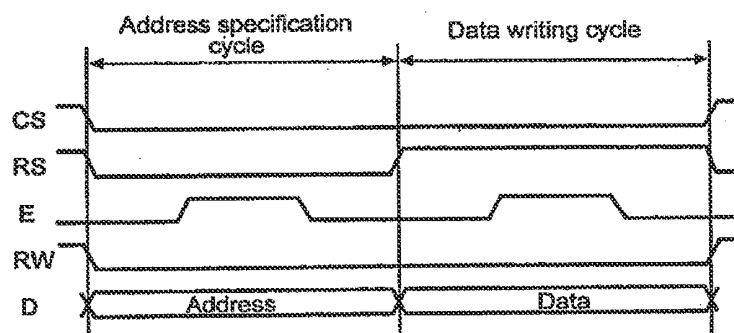 Address specification
cycle
Data writing cycle
CS
RS
E
RW
D
Address
Data